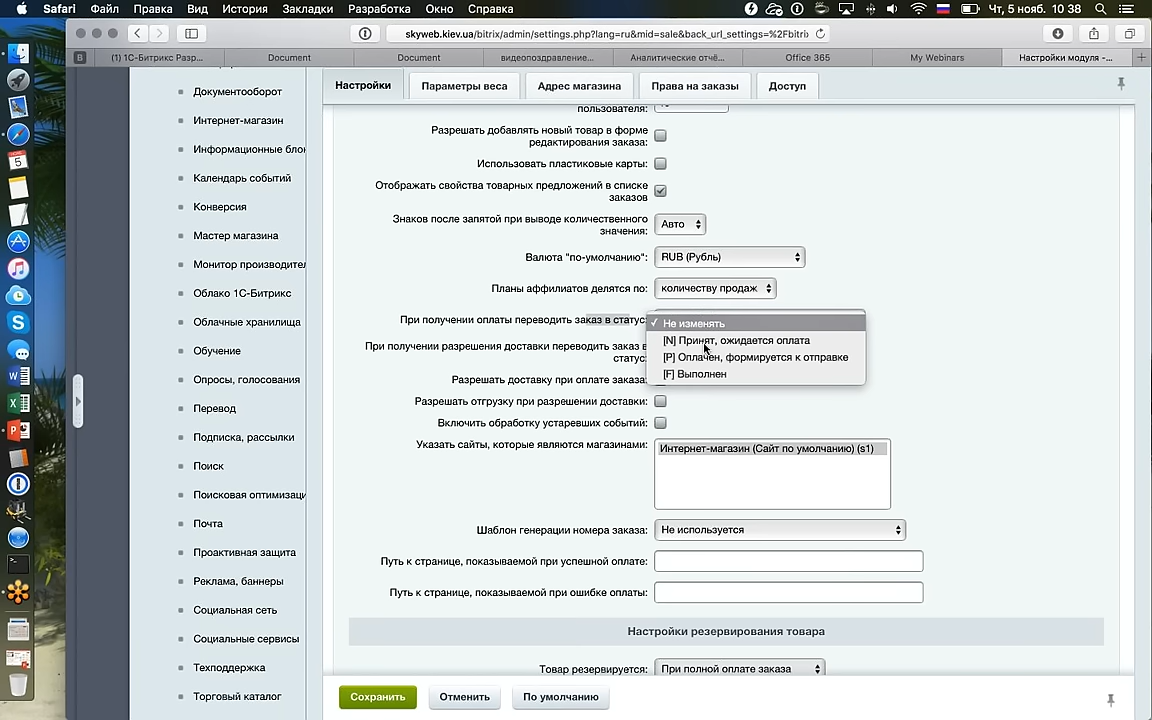 Safari Файл Правка Вид История Закладки Разработка Окно Справка
Чт, 5 нояб. 10 38
skyweb.kiev.ua/bitrix/admin/settings.php?lang=ru&mid=sale&back_url_settings=%2Fbitri
(1) 1С-Битрикс Разр... Document Document видеопоздравление... Аналитические отчё... Office 365 My Webinars Настройки модуля -...
Документооборот
Интернет-магазин
Информационные бло
Календарь событий
Конверсия
Мастер магазина
Монитор производител
Облако 1С-Битрикс
Облачные хранилища
Обучение
Опросы, голосования
Перевод
Подписка, рассылки
Поиск
Поисковая оптимизаци
Почта
Проактивная защита
Реклама, баннеры
Социальная сеть
Социальные сервисы
Техподдержка
Торговый каталог
Настройки Параметры веса Адрес магазина Права на заказы Доступ
пользователя:
Разрешать добавлять новый товар в форме
редактирования заказа:
Использовать пластиковые карты:
Отображать свойства товарных предложений в списке
заказов
Знаков после запятой при выводе количественного
значения:
Авто
Валюта "по-умолчанию": RUB (Рубль)
Планы аффилиатов делятся по: количеству продаж
При получении оплаты переводить заказ в статус:
✓ Не изменять
[N] Принят, ожидается оплата
[P] Оплачен, формируется к отправке
[F] Выполнен
При получении разрешения доставки переводить заказ в
статус:
Разрешать доставку при оплате заказа:
Разрешать отгрузку при разрешении доставки:
Включить обработку устаревших событий:
Указать сайты, которые являются магазинами: Интернет-магазин (Сайт по умолчанию) (s1)
Шаблон генерации номера заказа: Не используется
Путь к странице, показываемой при успешной оплате:
Путь к странице, показываемой при ошибке оплаты:
Настройки резервирования товара
Товар резервируется: При полной оплате заказа
Сохранить Отменить По умолчанию